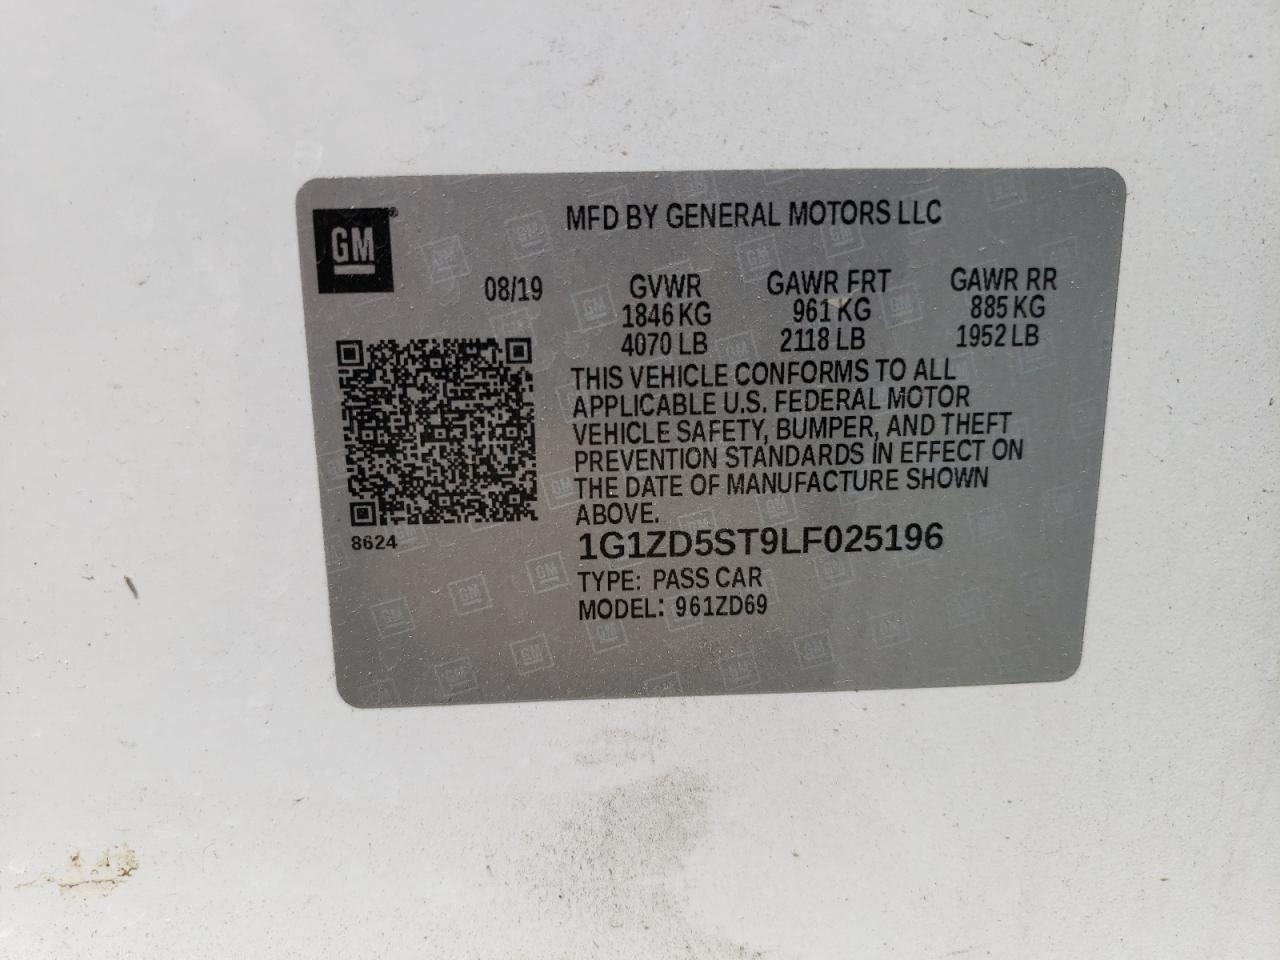 GM®
MFD BY GENERAL MOTORS LLC
08/19 GVWR GAWR FRT GAWR RR
1846 KG 961 KG 885 KG
4070 LB 2118 LB 1952 LB
THIS VEHICLE CONFORMS TO ALL
APPLICABLE U.S. FEDERAL MOTOR
VEHICLE SAFETY, BUMPER, AND THEFT
PREVENTION STANDARDS IN EFFECT ON
THE DATE OF MANUFACTURE SHOWN
ABOVE.
8624
1G1ZD5ST9LF025196
TYPE: PASS CAR
MODEL: 961ZD69